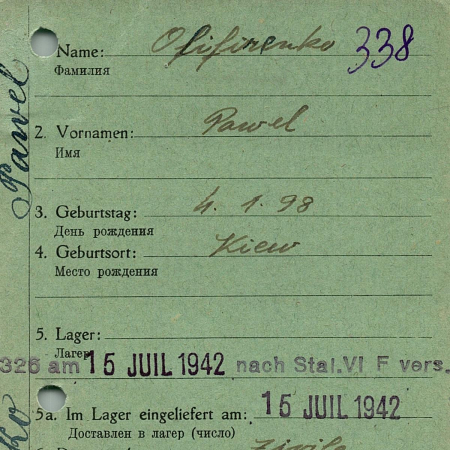 Name: Olifirenko 338
Фамилия
Pawel
2. Vornamen: Pawel
Имя
3. Geburtstag: 4. 1. 98
День рождения
4. Geburtsort: Kiew
Место рождения
5. Lager:
Лагерь
326 am 15 JUIL 1942 nach Stal. VI F vers.
5a. Im Lager eingeliefert am: 15 JUIL 1942
Доставлен в лагер (число)
ko